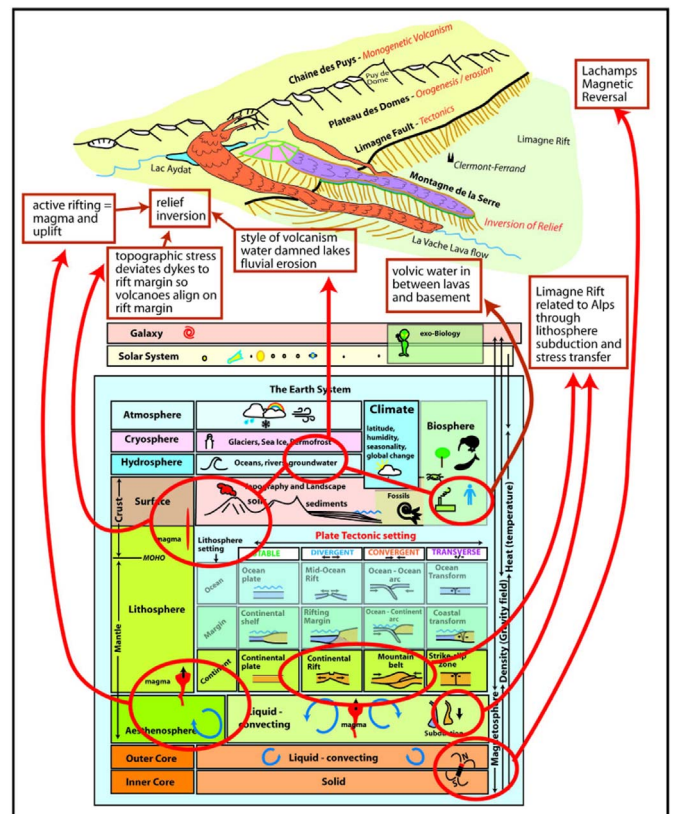 Chaine des Puys - Monogenetic Volcanism
Puy de
Dome
Plateau des Domes - Orogenesis / erosion
Limagne Fault - Tectonics
Lachamps
Magnetic
Reversal
Limagne Rift
Clermont-Ferrand
Lac Aydat
Montagne de la Serre
Inversion of Relief
La Vache Lava flow
active rifting =
magma and
uplift
relief
inversion
style of volcanism
water damned lakes
fluvial erosion
topographic stress
deviates dykes to
rift margin so
volcanoes align on
rift margin
volvic water in
between lavas
and basement
Limagne Rift
related to Alps
through
lithosphere
subduction and
stress transfer
Galaxy
exo-Biology
Solar System
The Earth System
Atmosphere
Climate
latitude,
humidity,
seasonality,
global change
Biosphere
Cryosphere
Glaciers, Sea Ice, Permofrost
Hydrosphere
Oceans, rivers, groundwater
Crust
Surface
Topography and Landscape
soil
sediments
Fossils
magma
MOHO
Lithosphere
setting
Plate Tectonic setting
STABLE
DIVERGENT
CONVERGENT
TRANSVERSE
Mantle
Lithosphere
Ocean
Ocean
plate
Mid-Ocean
Rift
Ocean - Ocean
arc
Ocean
Transform
Margin
Continental
shelf
Rifting
Margin
Ocean - Continent
arc
Coastal
transform
Continent
Continental
plate
Continental
Rift
Mountain
belt
Strike-slip
zone
magma
Aesthenosphere
Liquid -
convecting
magma
Subduction
Outer Core
Liquid - convecting
Inner Core
Solid
N
S
Magnetosphere
Density (Gravity field)
Heat (temperature)